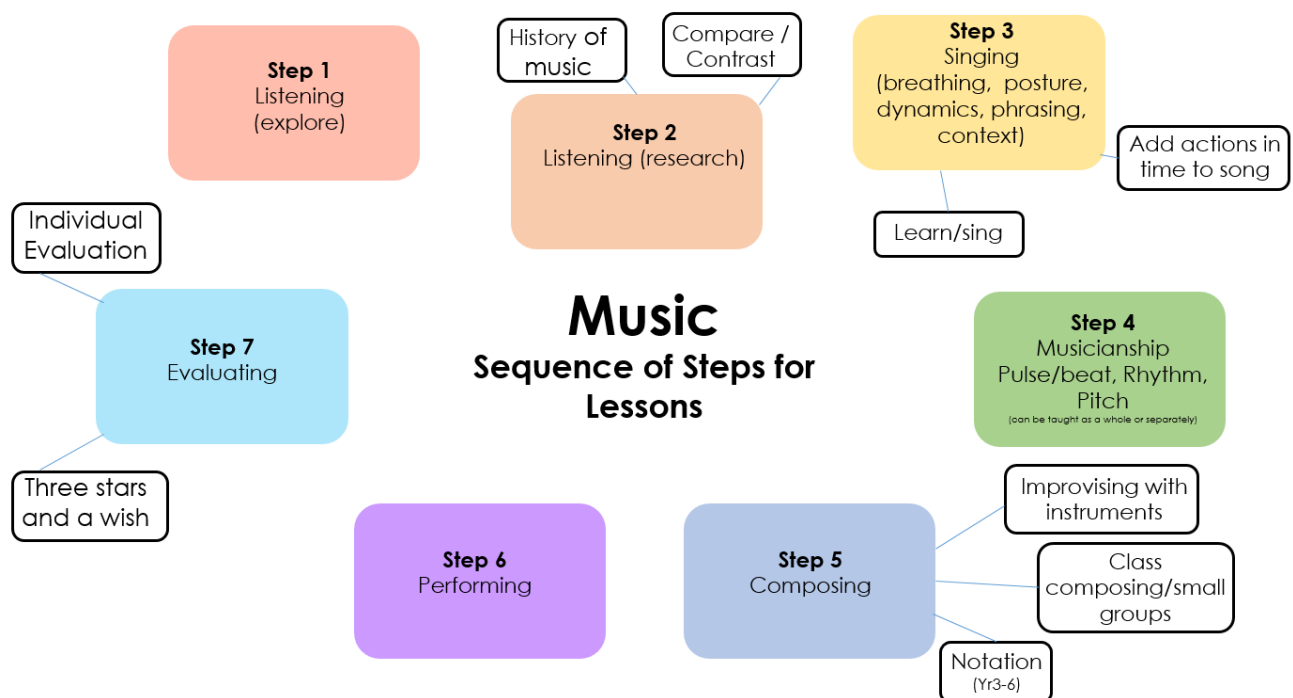 Music
Sequence of Steps for
Lessons
Step 1
Listening
(explore)
History of
music
Compare /
Contrast
Step 2
Listening (research)
Step 3
Singing
(breathing, posture,
dynamics, phrasing,
context)
Add actions in
time to song
Learn/sing
Step 4
Musicianship
Pulse/beat, Rhythm,
Pitch
(can be taught as a whole or separately)
Step 5
Composing
Improvising with
instruments
Class
composing/small
groups
Notation
(Yr3-6)
Step 6
Performing
Step 7
Evaluating
Individual
Evaluation
Three stars
and a wish